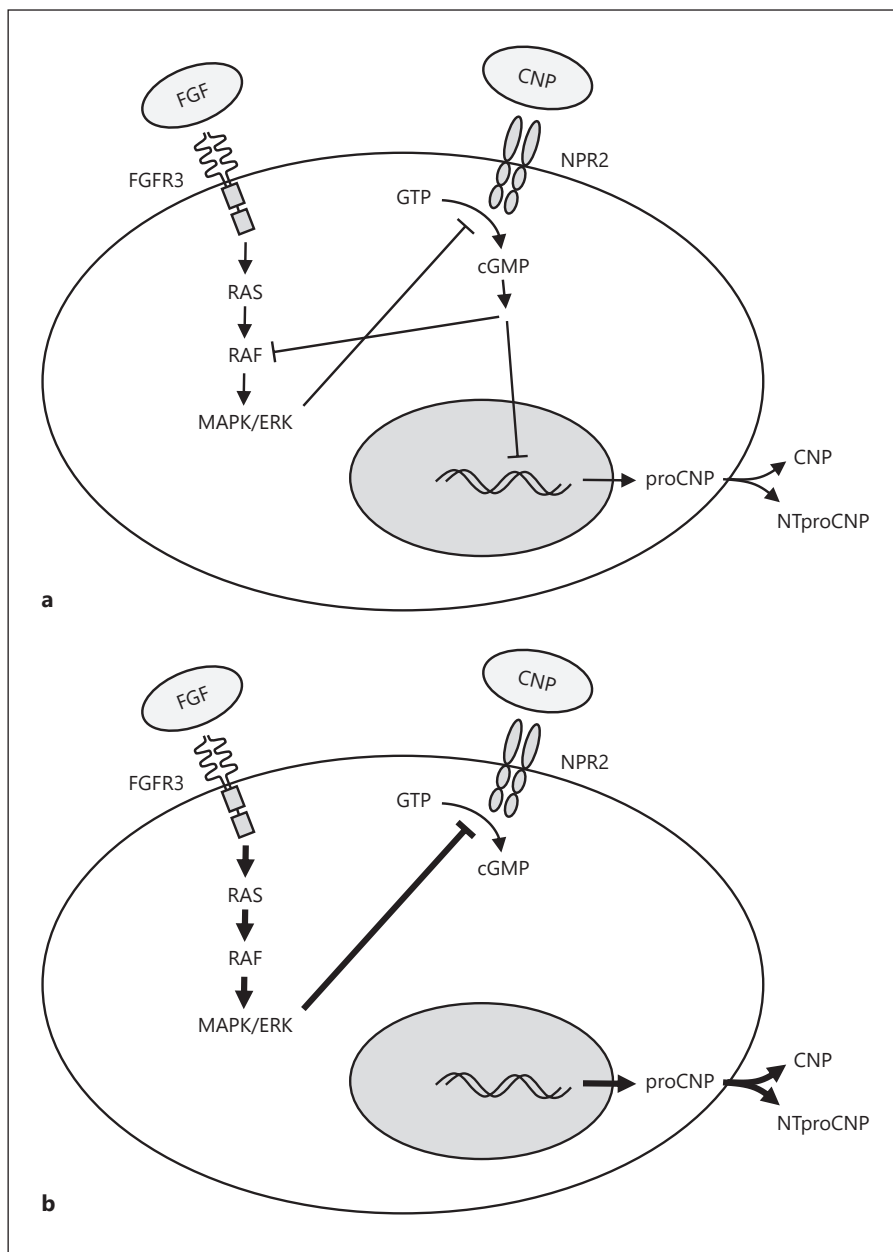 FGF
CNP
FGFR3
NPR2
GTP
cGMP
RAS
RAF
MAPK/ERK
proCNP
CNP
NTproCNP
a
FGF
CNP
FGFR3
NPR2
GTP
cGMP
RAS
RAF
MAPK/ERK
proCNP
CNP
NTproCNP
b